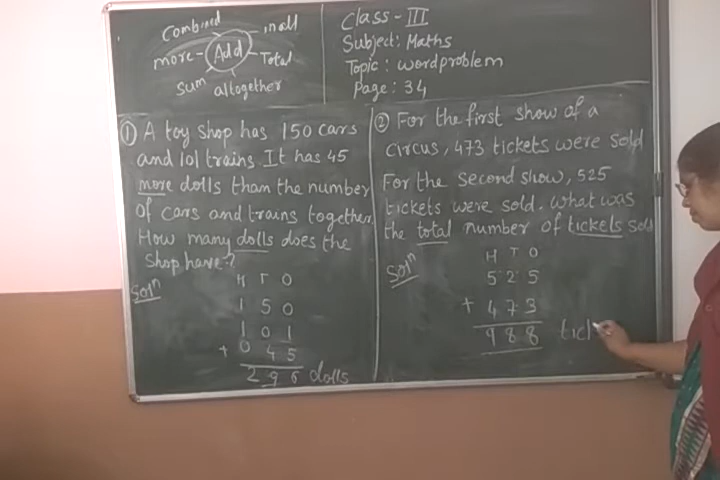 Combined
in all
more
Add
Total
Sum
altogether
Class - III
Subject: Maths
Topic: word problem
Page: 34
① A toy shop has 150 cars
and 101 trains. It has 45
more dolls than the number
of cars and trains together.
How many dolls does the
shop have?
Solⁿ
H T O
1 5 0
1 0 1
+ 0 4 5
2 9 6 dolls
② For the first show of a
circus, 473 tickets were sold
For the second show, 525
tickets were sold. what was
the total number of tickets sold
Solⁿ
H T O
5 2 5
+ 4 7 3
9 8 8 tick